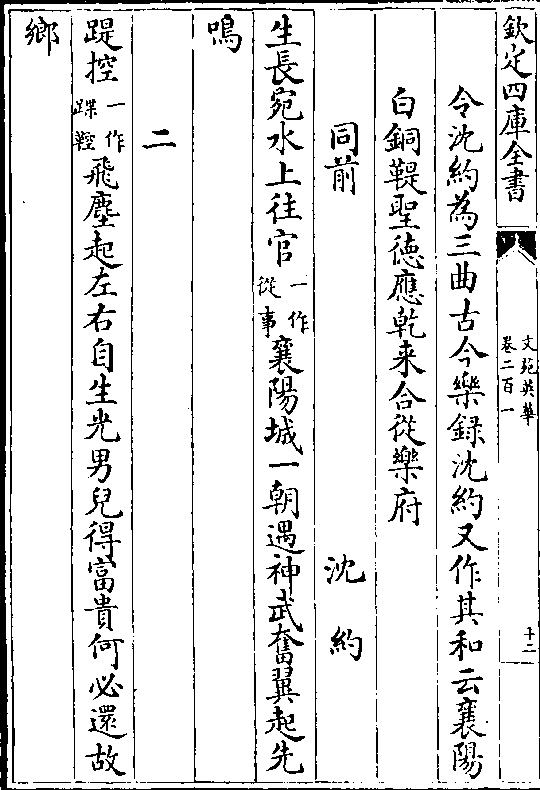 欽定四庫全書
文苑英華
卷二百一
十二
令沈約為三曲古今樂録沈約又作其和云襄陽
白銅鞮聖徳應乾来合從樂府
同前 沈約
生長宛水上往官一作從事襄陽城一朝遇神武奮翼起先
鳴
二
蹝控一作蹀鞚飛塵起左右自生光男兒得富貴何必還故
鄉